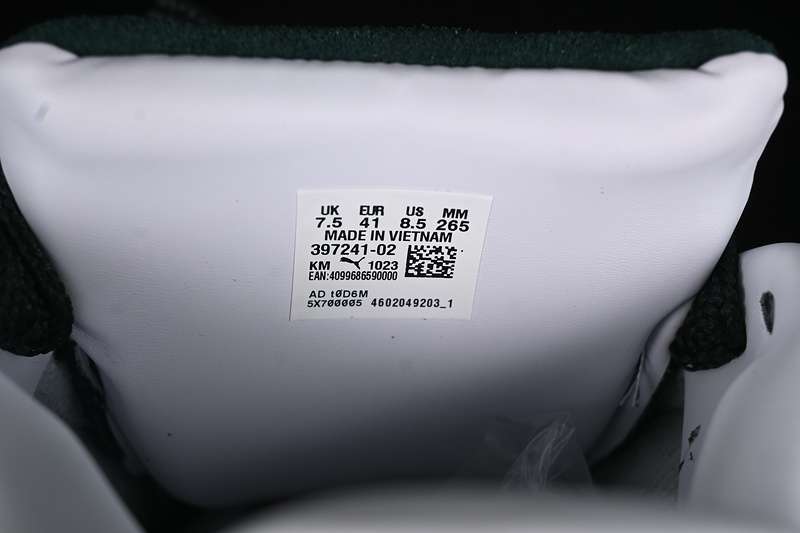 UK EUR US MM
7.5 41 8.5 265
MADE IN VIETNAM
397241-02
KM 1023
EAN:4099686590000
AD t0D6M
5X700005 4602049203_1